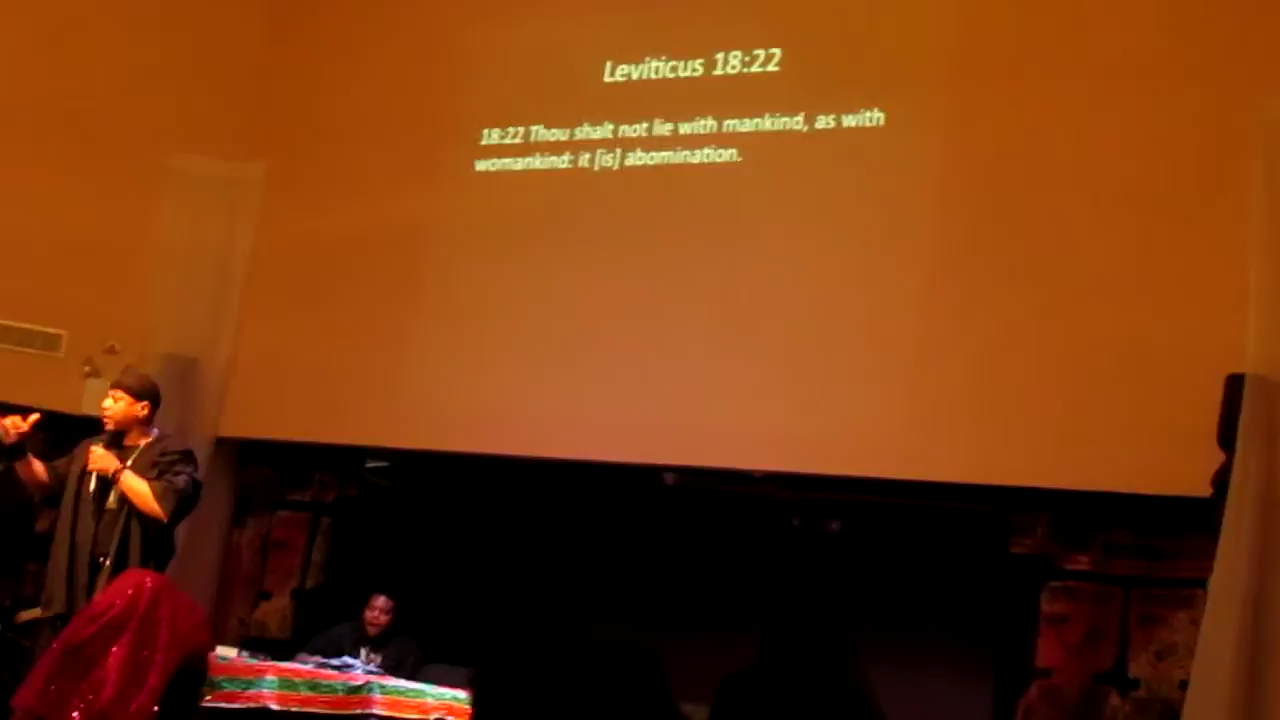 Leviticus 18:22
18:22 Thou shalt not lie with mankind, as with
womankind: it [is] abomination.